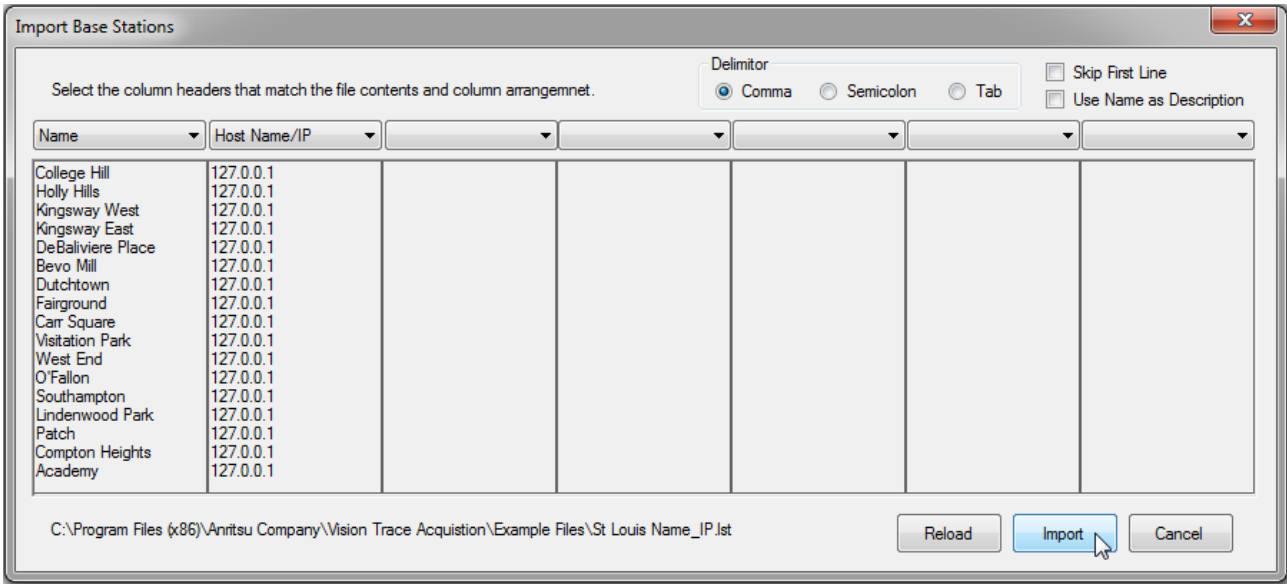 Import Base Stations
Delimitor
Select the column headers that match the file contents and column arrangemnet.
Comma Semicolon Tab
Skip First Line
Use Name as Description
Name Host Name/IP
College Hill 127.0.0.1
Holly Hills 127.0.0.1
Kingsway West 127.0.0.1
Kingsway East 127.0.0.1
DeBaliviere Place 127.0.0.1
Bevo Mill 127.0.0.1
Dutchtown 127.0.0.1
Fairground 127.0.0.1
Carr Square 127.0.0.1
Visitation Park 127.0.0.1
West End 127.0.0.1
O'Fallon 127.0.0.1
Southampton 127.0.0.1
Lindenwood Park 127.0.0.1
Patch 127.0.0.1
Compton Heights 127.0.0.1
Academy 127.0.0.1
C:\Program Files (x86)\Anritsu Company\Vision Trace Acquistion\Example Files\St Louis Name_IP.lst
Reload Import Cancel